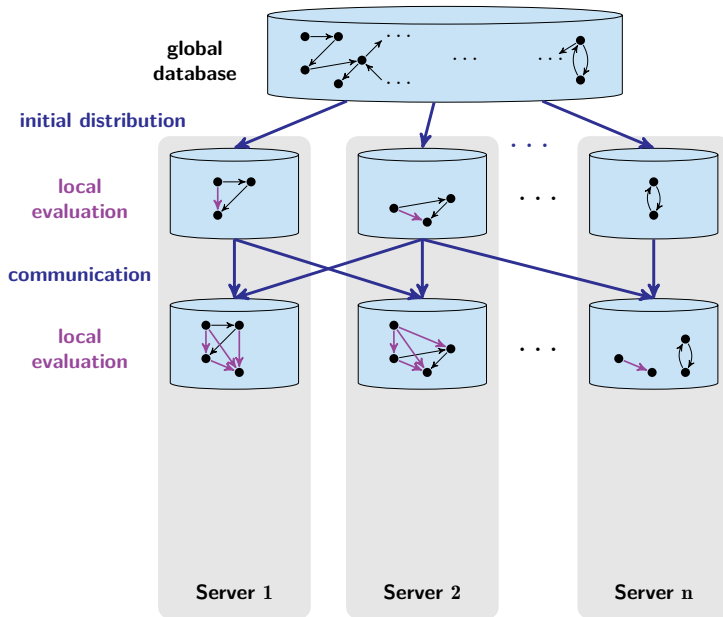 global
database
. . .
. . .
. . .
. . .
. . .
initial distribution
. . .
local
evaluation
. . .
communication
local
evaluation
. . .
Server 1
Server 2
Server n